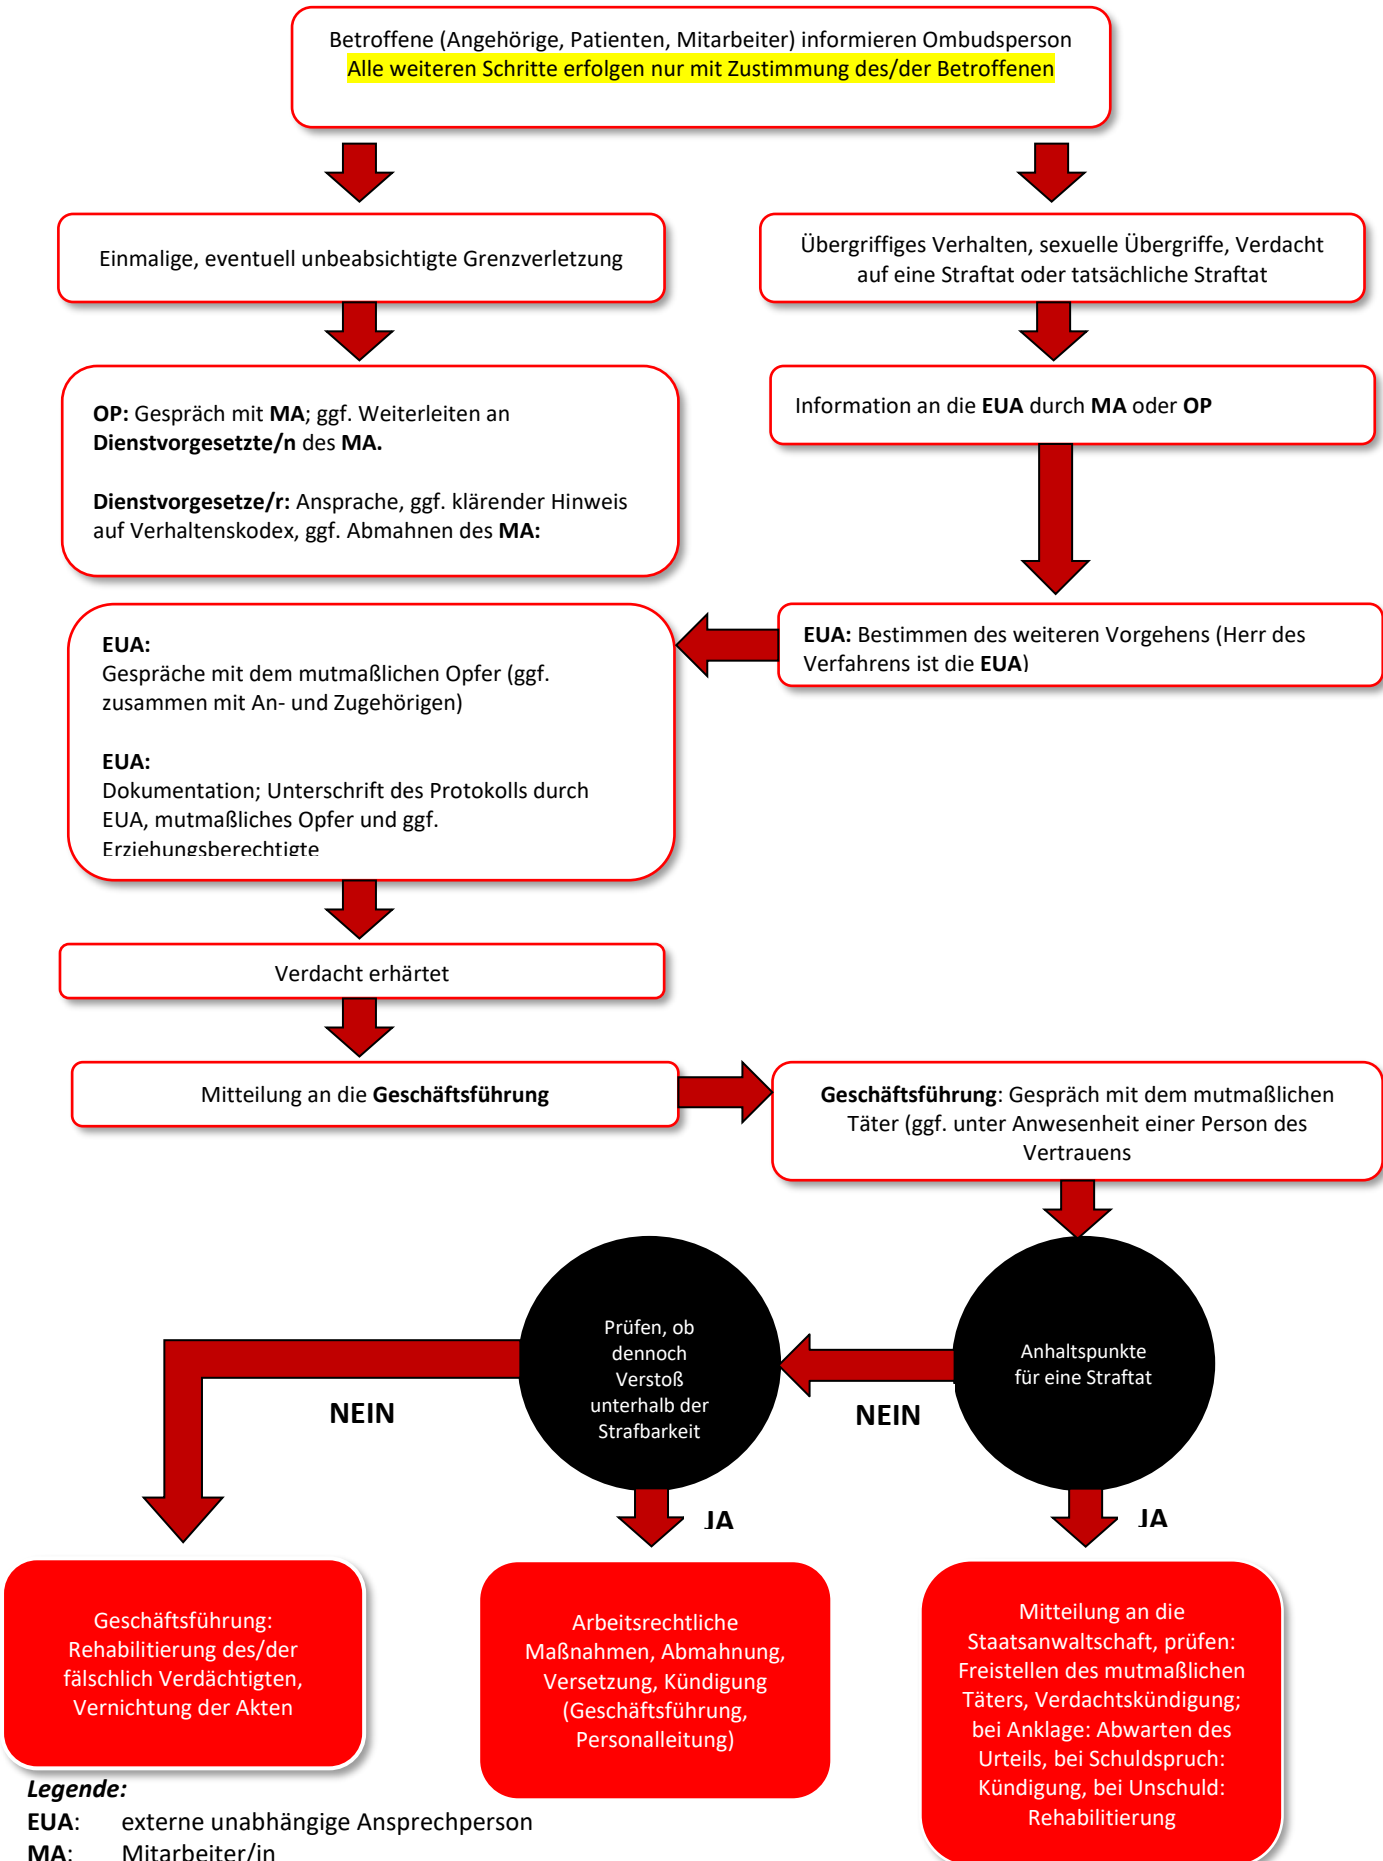 Betroffene (Angehörige, Patienten, Mitarbeiter) informieren Ombudsperson
Alle weiteren Schritte erfolgen nur mit Zustimmung des/der Betroffenen
Einmalige, eventuell unbeabsichtigte Grenzverletzung
Übergriffiges Verhalten, sexuelle Übergriffe, Verdacht
auf eine Straftat oder tatsächliche Straftat
OP: Gespräch mit MA; ggf. Weiterleiten an
Dienstvorgesetzte/n des MA.
Dienstvorgesetze/r: Ansprache, ggf. klärender Hinweis
auf Verhaltenskodex, ggf. Abmahnen des MA:
Information an die EUA durch MA oder OP
EUA: Bestimmen des weiteren Vorgehens (Herr des
Verfahrens ist die EUA)
EUA:
Gespräche mit dem mutmaßlichen Opfer (ggf.
zusammen mit An- und Zugehörigen)
EUA:
Dokumentation; Unterschrift des Protokolls durch
EUA, mutmaßliches Opfer und ggf.
Erziehungsberechtigte
Verdacht erhärtet
Mitteilung an die Geschäftsführung
Geschäftsführung: Gespräch mit dem mutmaßlichen
Täter (ggf. unter Anwesenheit einer Person des
Vertrauens
Anhaltspunkte
für eine Straftat
NEIN
Prüfen, ob
dennoch
Verstoß
unterhalb der
Strafbarkeit
NEIN
JA
JA
Geschäftsführung:
Rehabilitierung des/der
fälschlich Verdächtigten,
Vernichtung der Akten
Arbeitsrechtliche
Maßnahmen, Abmahnung,
Versetzung, Kündigung
(Geschäftsführung,
Personalleitung)
Mitteilung an die
Staatsanwaltschaft, prüfen:
Freistellen des mutmaßlichen
Täters, Verdachtskündigung;
bei Anklage: Abwarten des
Urteils, bei Schuldspruch:
Kündigung, bei Unschuld:
Rehabilitierung
Legende:
EUA: externe unabhängige Ansprechperson
MA: Mitarbeiter/in